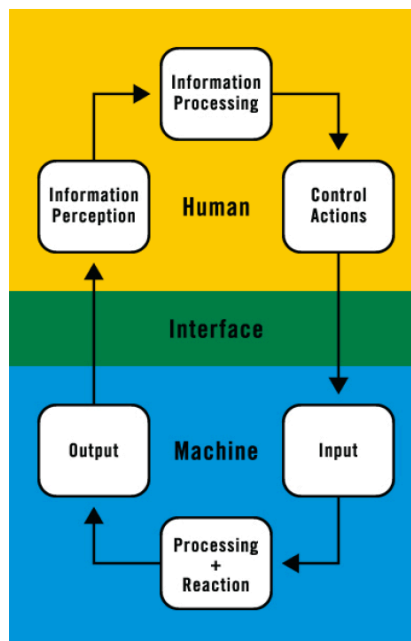 Information
Processing
Information
Perception
Human
Control
Actions
Interface
Output
Machine
Input
Processing
+
Reaction